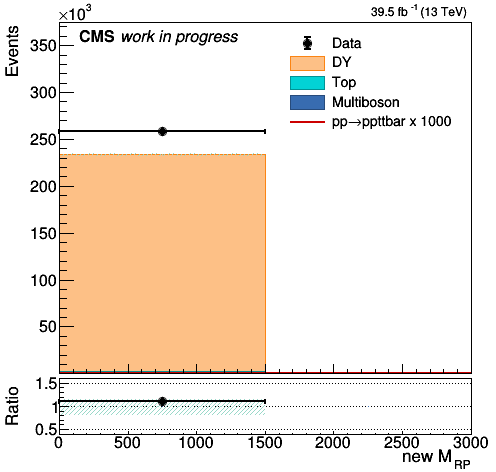 ×10³
39.5 fb⁻¹ (13 TeV)
CMS work in progress
Events
350
300
250
200
150
100
50
Data
DY
Top
Multiboson
pp→ppttbar x 1000
Ratio
1.5
1
0.5
0 500 1000 1500 2000 2500 3000
new M_RP